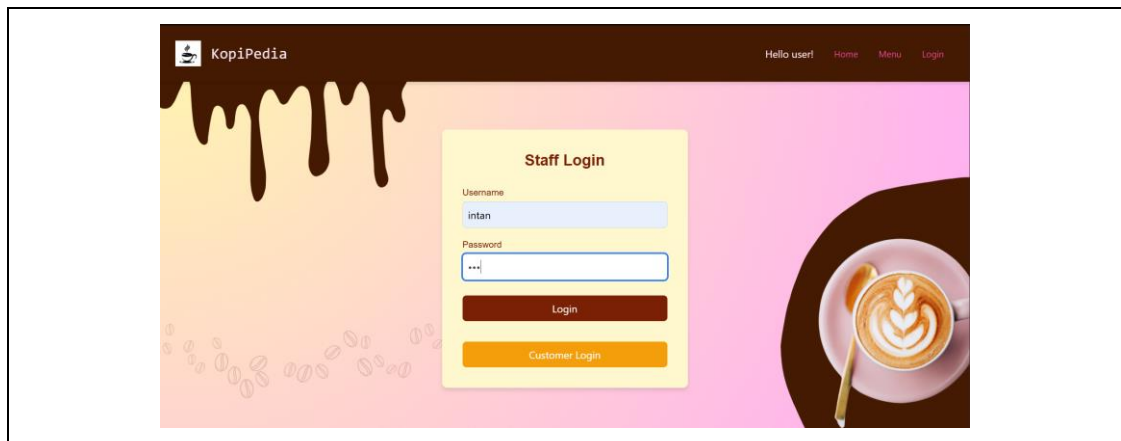 KopiPedia
Hello user! Home Menu Login
Staff Login
Username
intan
Password
•••
Login
Customer Login